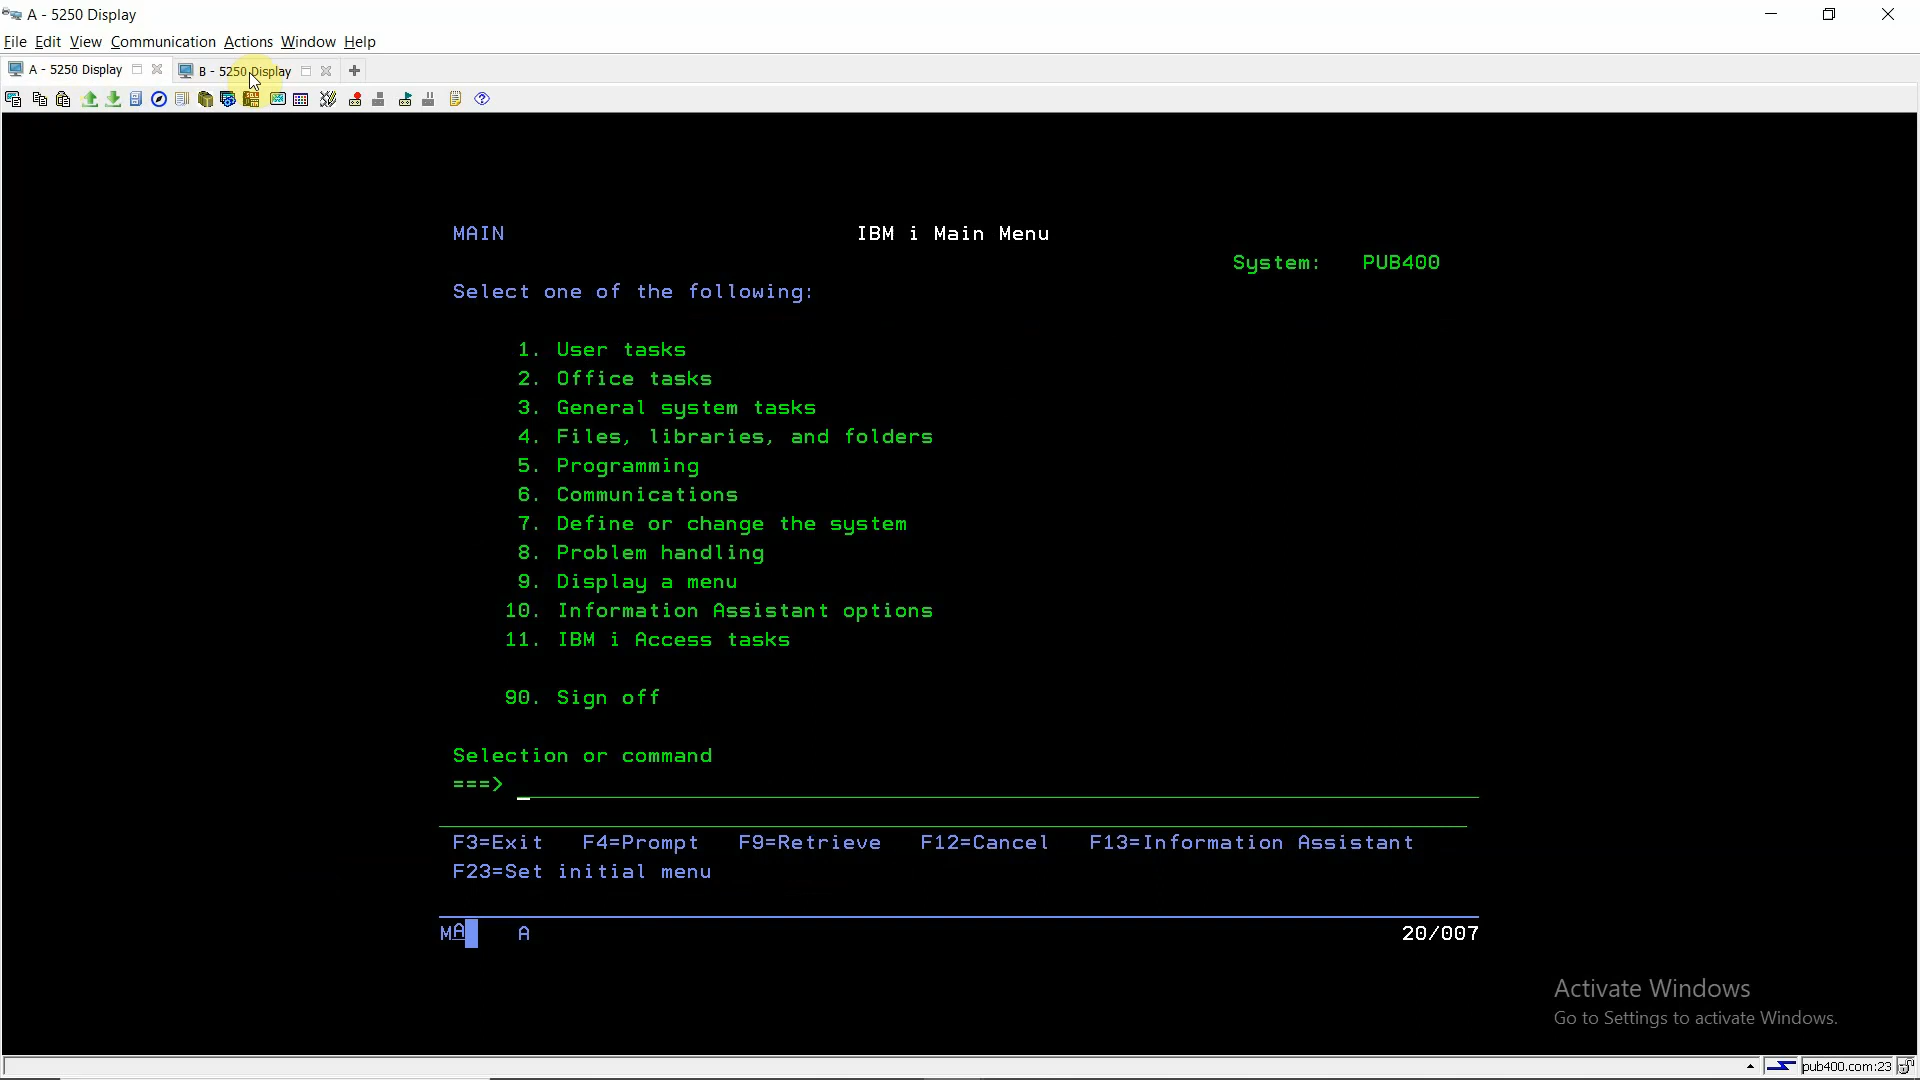 A - 5250 Display
File Edit View Communication Actions Window Help
A - 5250 Display B - 5250 Display
MAIN IBM i Main Menu
System: PUB400
Select one of the following:
1. User tasks
2. Office tasks
3. General system tasks
4. Files, libraries, and folders
5. Programming
6. Communications
7. Define or change the system
8. Problem handling
9. Display a menu
10. Information Assistant options
11. IBM i Access tasks
90. Sign off
Selection or command
===>
F3=Exit F4=Prompt F9=Retrieve F12=Cancel F13=Information Assistant
F23=Set initial menu
MA A 20/007
Activate Windows
Go to Settings to activate Windows.
pub400.com:23